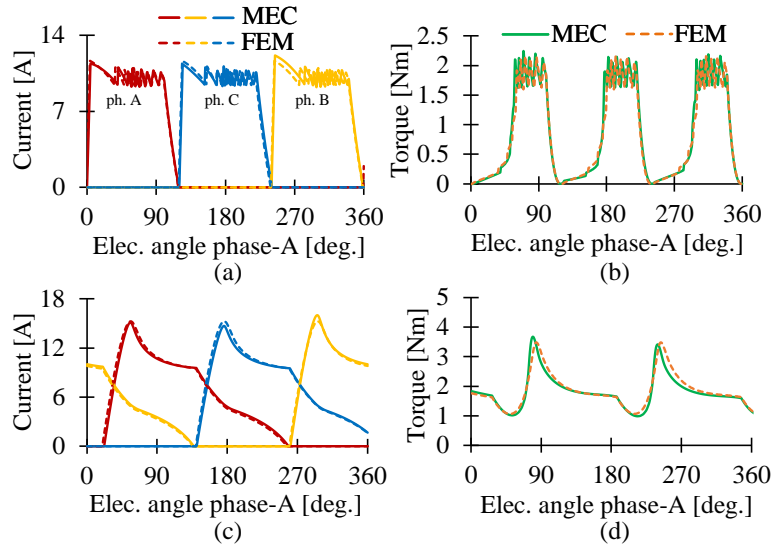 MEC
FEM
Current [A]
14
7
0
ph. A
ph. C
ph. B
0 90 180 270 360
Elec. angle phase-A [deg.]
(a)
MEC FEM
Torque [Nm]
2.5
2
1.5
1
0.5
0
0 90 180 270 360
Elec. angle phase-A [deg.]
(b)
Current [A]
18
12
6
0
0 90 180 270 360
Elec. angle phase-A [deg.]
(c)
Torque [Nm]
5
4
3
2
1
0
0 90 180 270 360
Elec. angle phase-A [deg.]
(d)